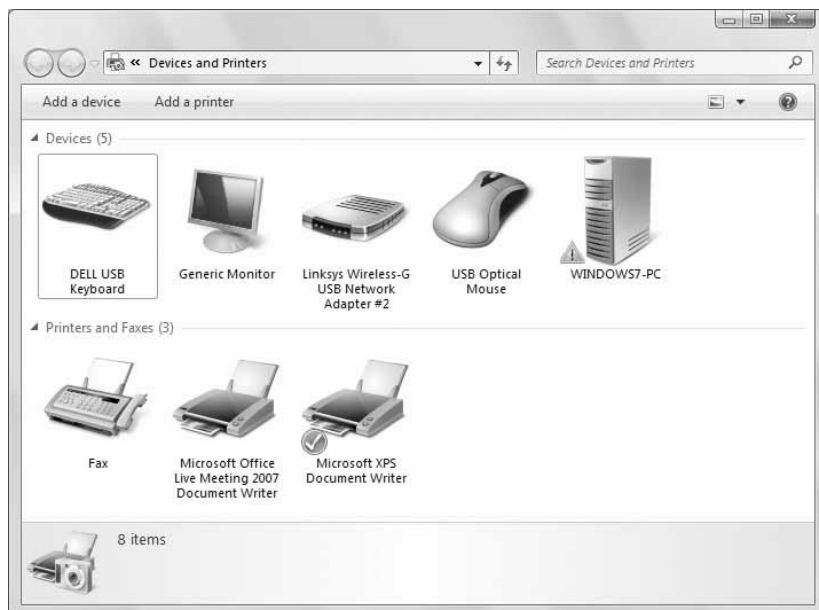 « Devices and Printers
Search Devices and Printers
Add a device Add a printer
Devices (5)
DELL USB
Keyboard
Generic Monitor
Linksys Wireless-G
USB Network
Adapter #2
USB Optical
Mouse
WINDOWS7-PC
Printers and Faxes (3)
Fax
Microsoft Office
Live Meeting 2007
Document Writer
Microsoft XPS
Document Writer
8 items